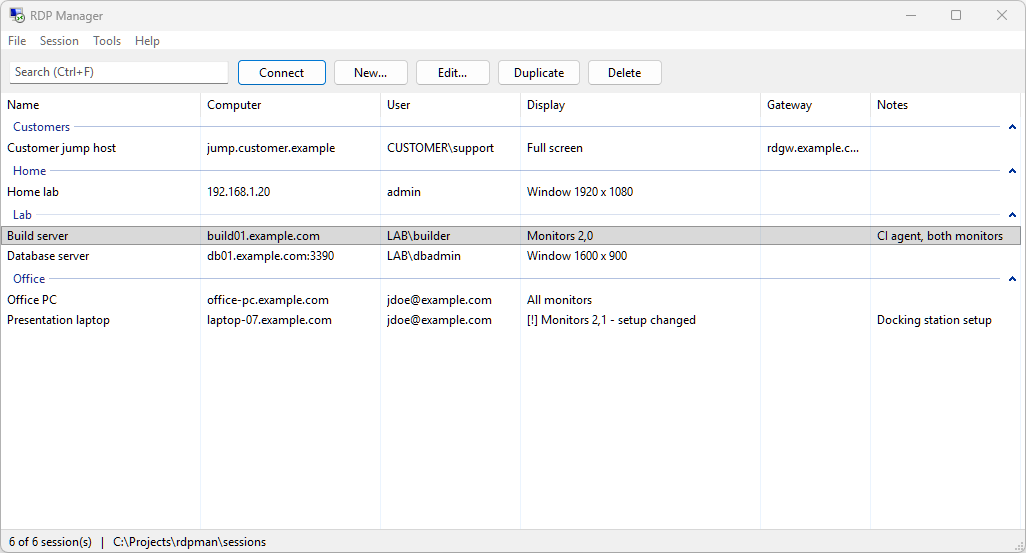 RDP Manager
File Session Tools Help
Search (Ctrl+F) Connect New... Edit... Duplicate Delete
Name Computer User Display Gateway Notes
Customers
Customer jump host jump.customer.example CUSTOMER\support Full screen rdgw.example.c...
Home
Home lab 192.168.1.20 admin Window 1920 x 1080
Lab
Build server build01.example.com LAB\builder Monitors 2,0 CI agent, both monitors
Database server db01.example.com:3390 LAB\dbadmin Window 1600 x 900
Office
Office PC office-pc.example.com jdoe@example.com All monitors
Presentation laptop laptop-07.example.com jdoe@example.com [!] Monitors 2,1 - setup changed Docking station setup
6 of 6 session(s) | C:\Projects\rdpman\sessions